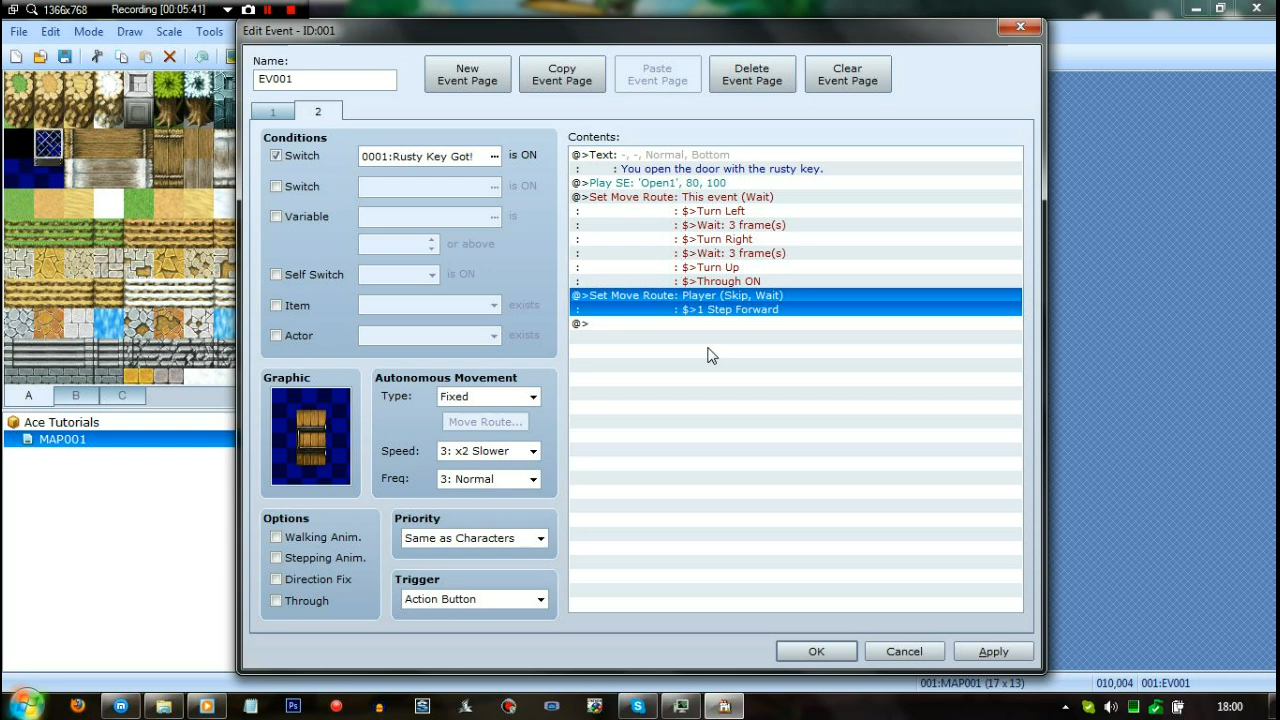 1366x768 Recording [00:05:41]
File Edit Mode Draw Scale Tools
Edit Event - ID:001
Name:
EV001
New Event Page
Copy Event Page
Paste Event Page
Delete Event Page
Clear Event Page
1 2
Conditions
Switch 0001:Rusty Key Got! ... is ON
Switch ... is ON
Variable ... is
or above
Self Switch is ON
Item exists
Actor exists
Graphic
Autonomous Movement
Type: Fixed
Move Route...
Speed: 3: x2 Slower
Freq: 3: Normal
Options
Walking Anim.
Stepping Anim.
Direction Fix
Through
Priority
Same as Characters
Trigger
Action Button
Contents:
@>Text: -, -, Normal, Bottom
: : You open the door with the rusty key.
@>Play SE: 'Open1', 80, 100
@>Set Move Route: This event (Wait)
: : $>Turn Left
: : $>Wait: 3 frame(s)
: : $>Turn Right
: : $>Wait: 3 frame(s)
: : $>Turn Up
: : $>Through ON
@>Set Move Route: Player (Skip, Wait)
: : $>1 Step Forward
@>
A B C
Ace Tutorials
MAP001
OK Cancel Apply
001:MAP001 (17 x 13) 010,004 001:EV001
Ps
18:00